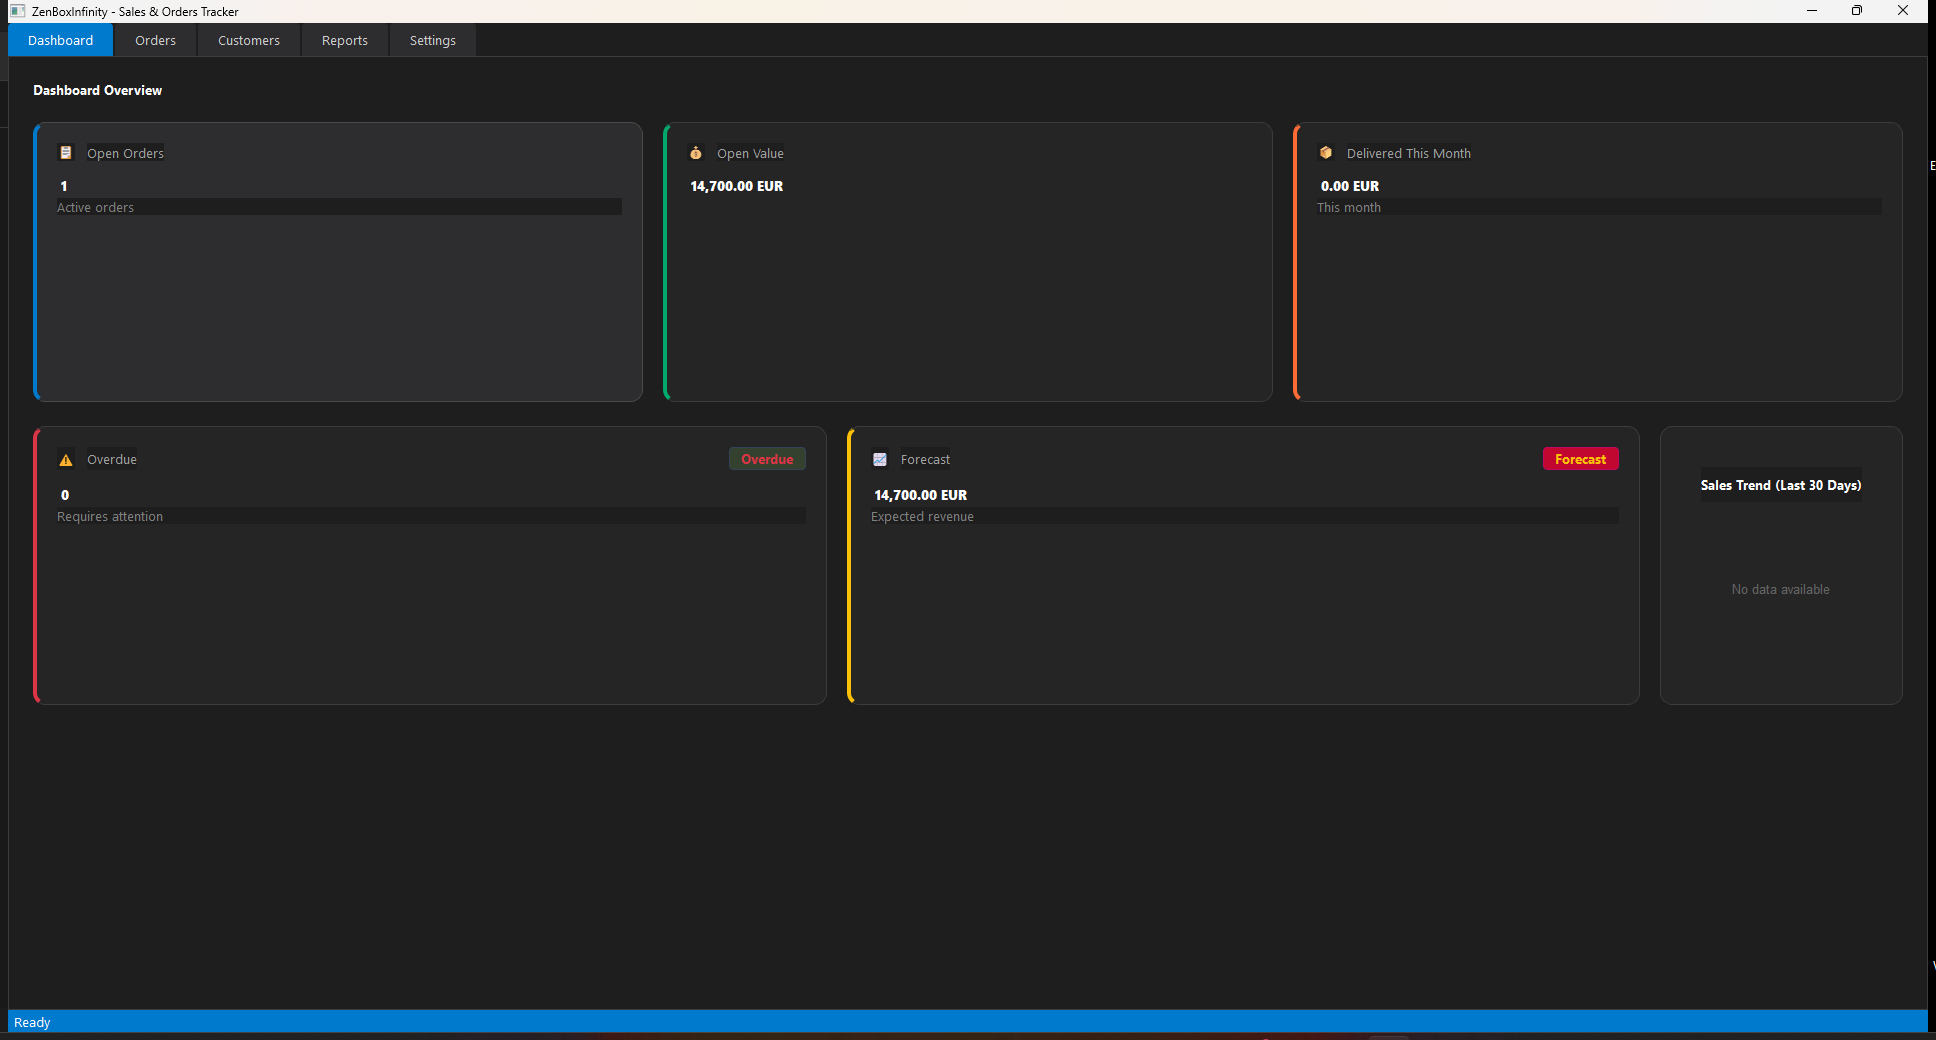 ZenBoxInfinity - Sales & Orders Tracker
Dashboard Orders Customers Reports Settings
Dashboard Overview
Open Orders
1
Active orders
Open Value
14,700.00 EUR
Delivered This Month
0.00 EUR
This month
Overdue Overdue
0
Requires attention
Forecast Forecast
14,700.00 EUR
Expected revenue
Sales Trend (Last 30 Days)
No data available
Ready